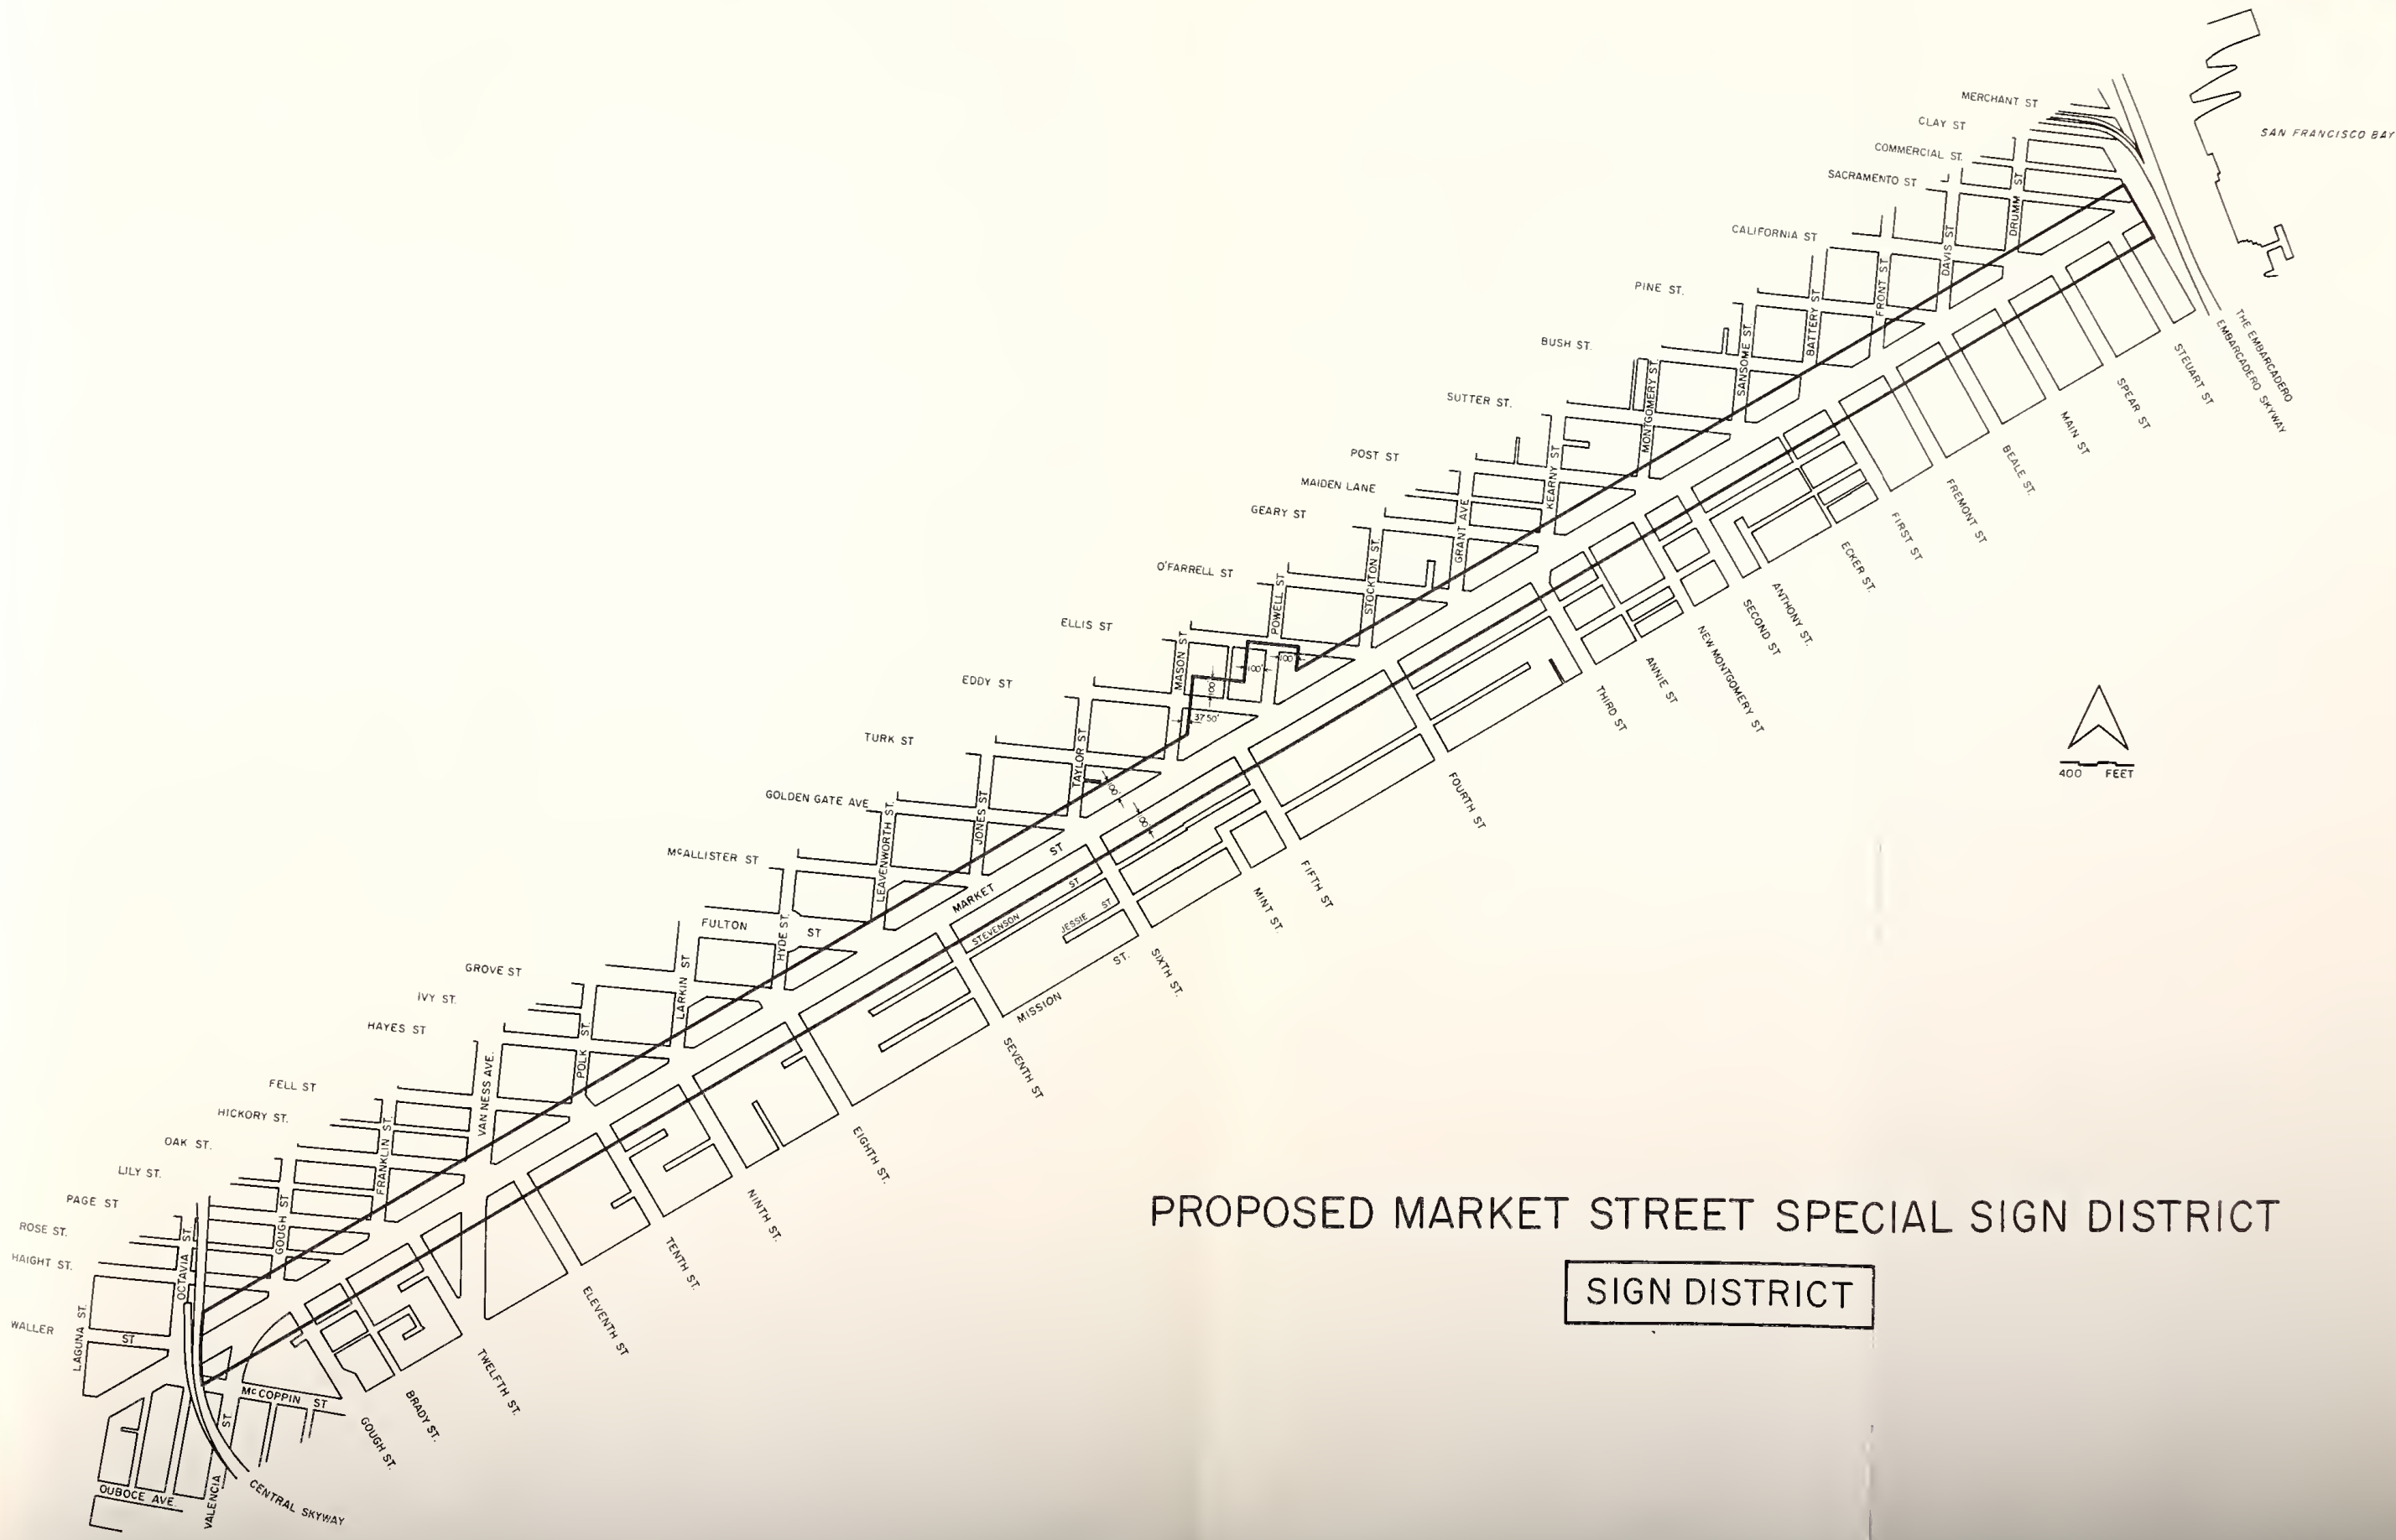 MERCHANT ST
CLAY ST
COMMERCIAL ST.
SACRAMENTO ST
CALIFORNIA ST
PINE ST.
BUSH ST.
SUTTER ST.
POST ST
MAIDEN LANE
GEARY ST
O'FARRELL ST
ELLIS ST
EDDY ST
TURK ST
GOLDEN GATE AVE
McALLISTER ST
FULTON ST
GROVE ST
IVY ST.
HAYES ST
FELL ST
HICKORY ST.
OAK ST.
LILY ST.
PAGE ST
ROSE ST.
HAIGHT ST.
WALLER ST
SAN FRANCISCO BAY
DRUMM ST
DAVIS ST
FRONT ST
BATTERY ST
SANSOME ST.
MONTGOMERY ST.
KEARNY ST
GRANT AVE
STOCKTON ST.
POWELL ST
MASON ST
TAYLOR ST
JONES ST
LEAVENWORTH ST.
HYDE ST.
LARKIN ST
POLK ST.
VAN NESS AVE.
FRANKLIN ST.
GOUGH ST
OCTAVIA ST.
LAGUNA ST.
100'
100'
100'
37.50'
100'
100'
MARKET ST
STEVENSON ST
JESSIE ST
MISSION ST.
THE EMBARCADERO
EMBARCADERO SKYWAY
STEUART ST
SPEAR ST
MAIN ST
BEALE ST.
FREMONT ST
FIRST ST
ECKER ST.
ANTHONY ST.
SECOND ST
NEW MONTGOMERY ST
ANNIE ST
THIRD ST
FOURTH ST
FIFTH ST
MINT ST.
SIXTH ST.
SEVENTH ST
EIGHTH ST.
NINTH ST.
TENTH ST.
ELEVENTH ST
TWELFTH ST.
BRADY ST.
GOUGH ST.
McCOPPIN ST
VALENCIA ST
CENTRAL SKYWAY
DUBOCE AVE.
400 FEET
PROPOSED MARKET STREET SPECIAL SIGN DISTRICT
SIGN DISTRICT